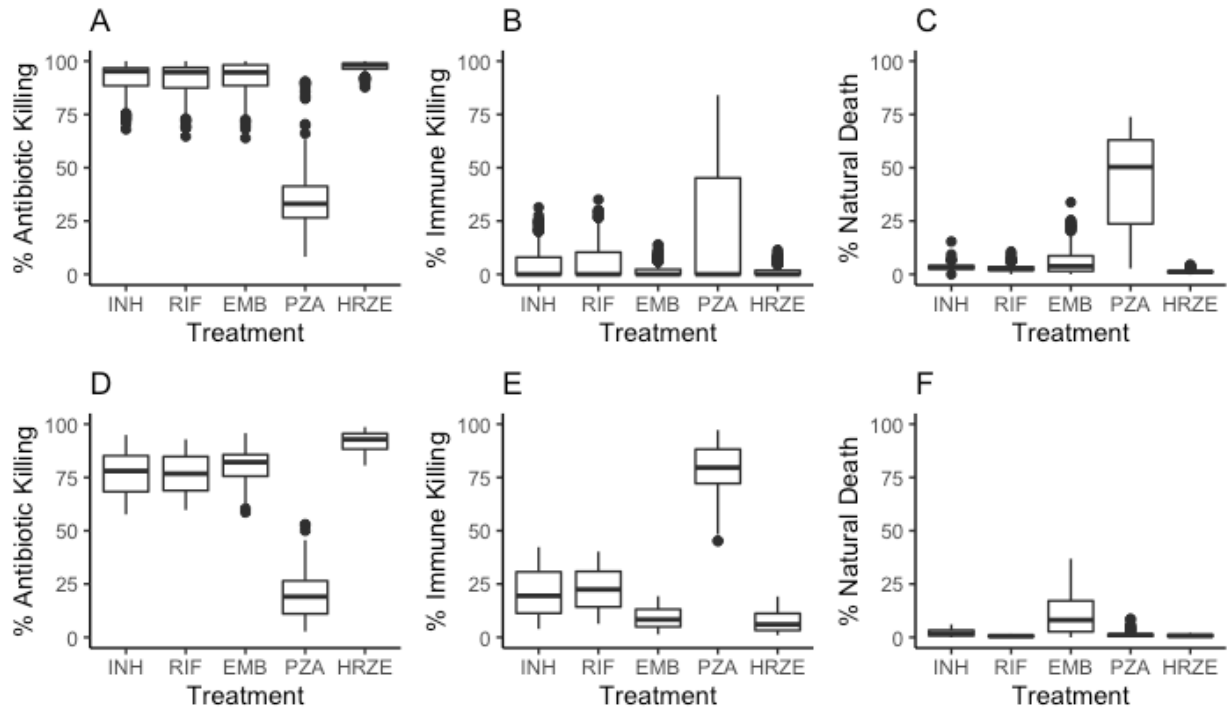 A
% Antibiotic Killing
100
75
50
25
0
INH RIF EMB PZA HRZE
Treatment
B
% Immune Killing
100
75
50
25
0
INH RIF EMB PZA HRZE
Treatment
C
% Natural Death
100
75
50
25
0
INH RIF EMB PZA HRZE
Treatment
D
% Antibiotic Killing
100
75
50
25
0
INH RIF EMB PZA HRZE
Treatment
E
% Immune Killing
100
75
50
25
0
INH RIF EMB PZA HRZE
Treatment
F
% Natural Death
100
75
50
25
0
INH RIF EMB PZA HRZE
Treatment